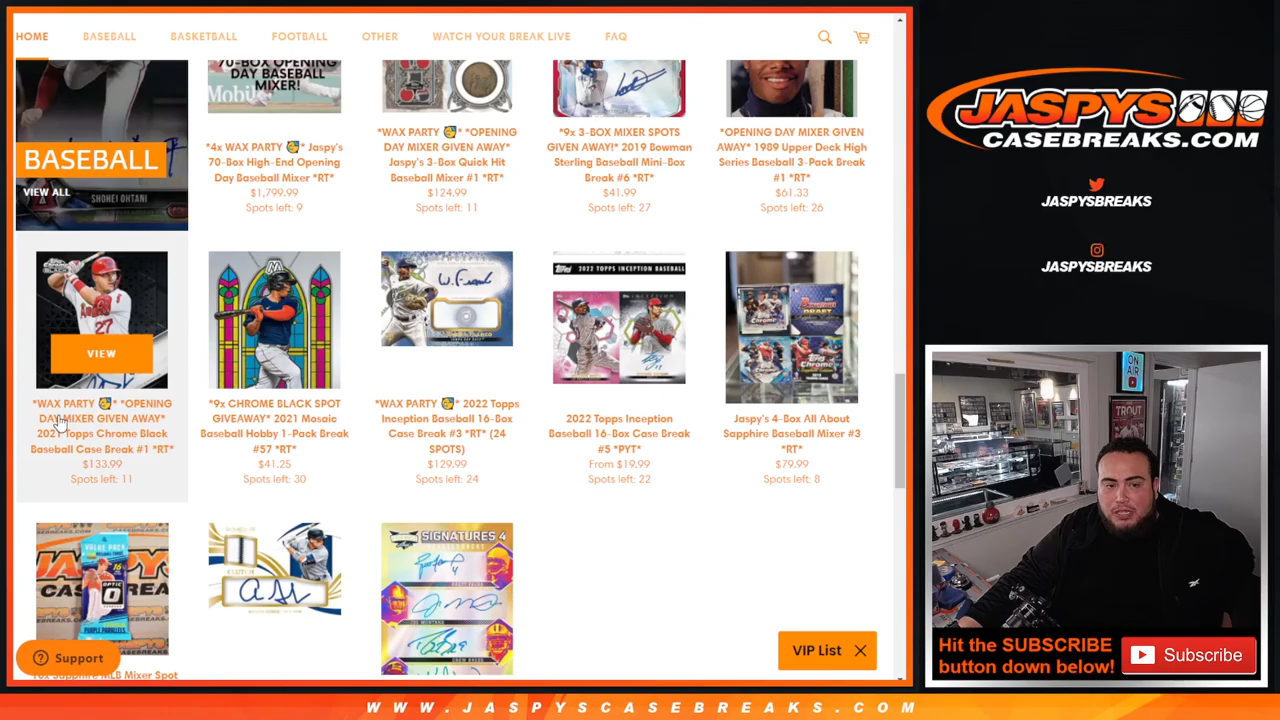 HOME BASEBALL BASKETBALL FOOTBALL OTHER WATCH YOUR BREAK LIVE FAQ
BASEBALL
VIEW ALL
SHOHEI OHTANI
70-BOX OPENING
DAY BASEBALL
MIXER!
*4x WAX PARTY 🥳* Jaspy's
70-Box High-End Opening
Day Baseball Mixer *RT*
$1,799.99
Spots left: 9
*WAX PARTY 🥳* *OPENING
DAY MIXER GIVEN AWAY*
Jaspy's 3-Box Quick Hit
Baseball Mixer #1 *RT*
$124.99
Spots left: 11
*9x 3-BOX MIXER SPOTS
GIVEN AWAY!* 2019 Bowman
Sterling Baseball Mini-Box
Break #6 *RT*
$41.99
Spots left: 27
*OPENING DAY MIXER GIVEN
AWAY* 1989 Upper Deck High
Series Baseball 3-Pack Break
#1 *RT*
$61.33
Spots left: 26
VIEW
*WAX PARTY 🥳* *OPENING
DAY MIXER GIVEN AWAY*
2021 Topps Chrome Black
Baseball Case Break #1 *RT*
$133.99
Spots left: 11
*9x CHROME BLACK SPOT
GIVEAWAY* 2021 Mosaic
Baseball Hobby 1-Pack Break
#57 *RT*
$41.25
Spots left: 30
*WAX PARTY 🥳* 2022 Topps
Inception Baseball 16-Box
Case Break #3 *RT* (24
SPOTS)
$129.99
Spots left: 24
2022 TOPPS INCEPTION BASEBALL
2022 Topps Inception
Baseball 16-Box Case Break
#5 *PYT*
From $19.99
Spots left: 22
Jaspy's 4-Box All About
Sapphire Baseball Mixer #3
*RT*
$79.99
Spots left: 8
VALUE PACK
OPTIC
SIGNATURES 4
10x Sapphire MLB Mixer Spot
Support
VIP List
JASPYS
CASEBREAKS.COM
JASPYSBREAKS
JASPYSBREAKS
ON
AIR
TROUT
Hit the SUBSCRIBE
button down below!
Subscribe
WWW.JASPYSCASEBREAKS.COM